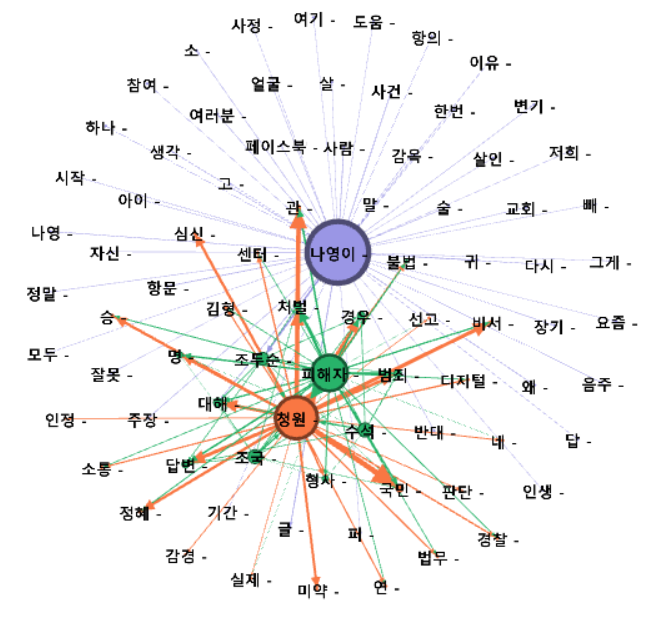 여기 -
사정 -
도움 -
항의 -
소 -
이유 -
참여 -
얼굴 -
살 -
사건 -
여러분 -
한번 -
변기 -
하나 -
생각 -
페이스북 -
사람 -
감옥 -
살인 -
저희 -
시작 -
고 -
아이 -
관 -
말 -
술 -
교회 -
빼 -
나영 -
심신 -
자신 -
센터 -
나영이 -
불법 -
귀 -
다시 -
그게 -
정말 -
항문 -
김형 -
처벌 -
경우 -
선고 -
비서 -
장기 -
요즘 -
승 -
모두 -
명 -
조두순 -
잘못 -
피해자 -
범죄 -
디지털 -
왜 -
음주 -
대해 -
인정 -
주장 -
청원 -
수석 -
반대 -
네 -
답 -
소통 -
답변 -
조국 -
형사 -
국민 -
판단 -
인생 -
정혜 -
기간 -
글 -
퍼 -
경찰 -
감경 -
법무 -
실제 -
미약 -
연 -